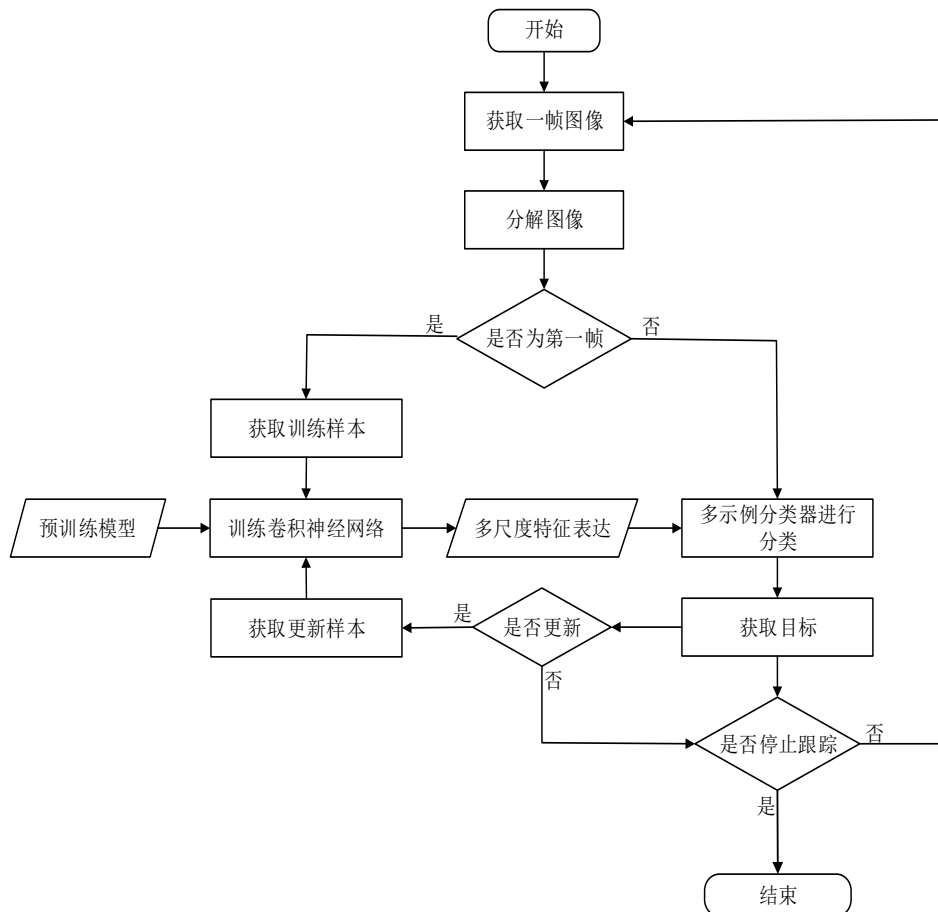 开始
获取一帧图像
分解图像
是否为第一帧
是
否
获取训练样本
预训练模型
训练卷积神经网络
多尺度特征表达
多示例分类器进行
分类
获取更新样本
是
是否更新
获取目标
否
是否停止跟踪
否
是
结束